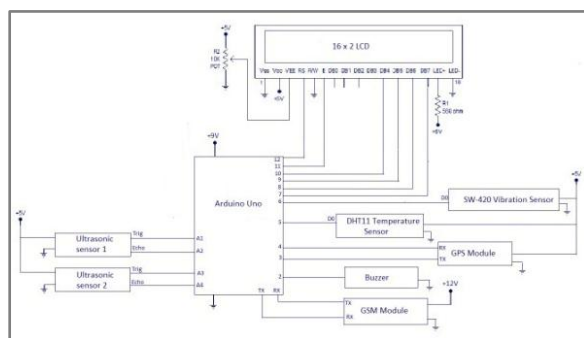 +5V
R2
10K
POT
16 x 2 LCD
Vss Vcc VEE RS R/W E DB0 DB1 DB2 DB3 DB4 DB5 DB6 DB7 LED+ LED-
1
16
+5V
R1
560 ohm
+5V
+9V
12
11
10
9
8
7
6
Arduino Uno
D0
SW-420 Vibration Sensor
+5V
5
D0
DHT11 Temperature
Sensor
+5V
Ultrasonic
sensor 1
Trig
Echo
A1
A2
4
3
RX
TX
GPS Module
Ultrasonic
sensor 2
Trig
Echo
A3
2
Buzzer
+12V
TX
RX
TX
RX
GSM Module